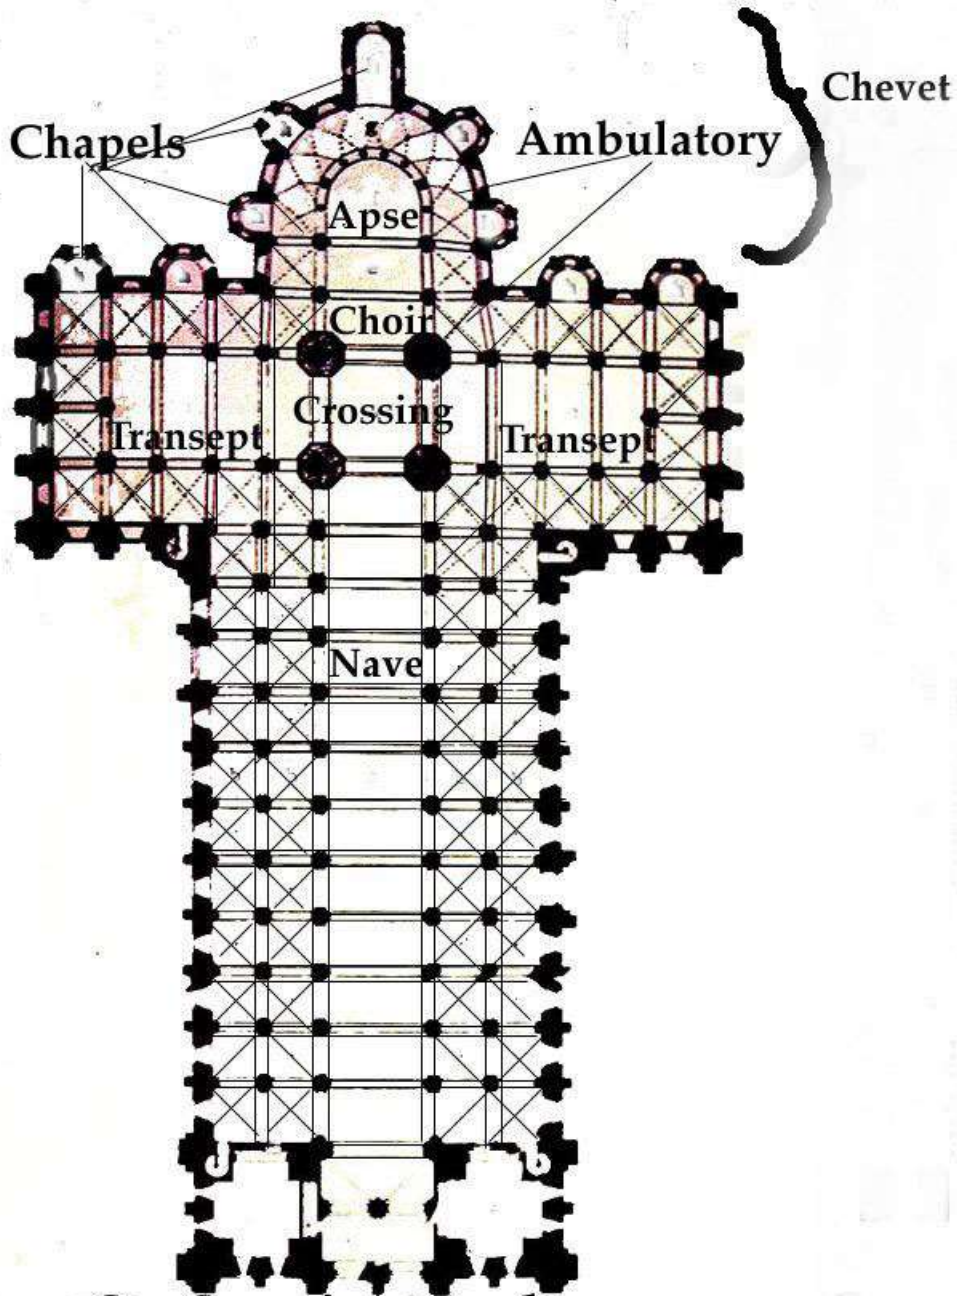 Chevet
Chapels
Ambulatory
Apse
Choir
Crossing
Transept
Transept
Nave